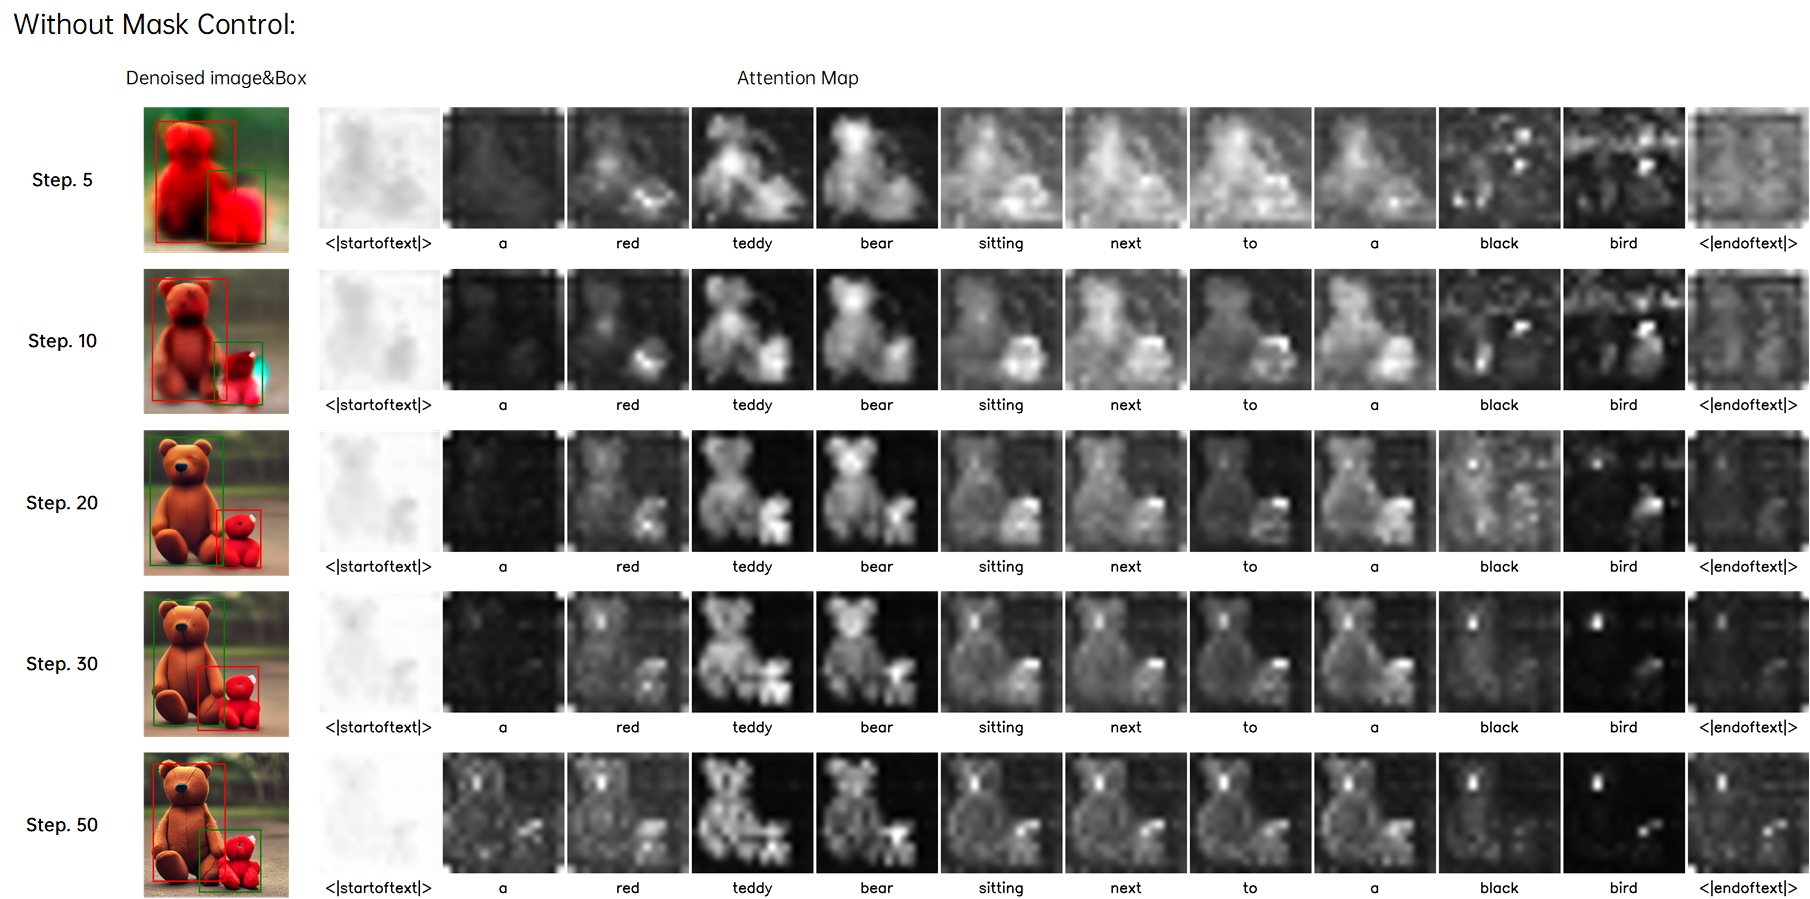 Without Mask Control:
Denoised image&Box Attention Map
Step. 5
<|startoftext|> a red teddy bear sitting next to a black bird <|endoftext|>
Step. 10
<|startoftext|> a red teddy bear sitting next to a black bird <|endoftext|>
Step. 20
<|startoftext|> a red teddy bear sitting next to a black bird <|endoftext|>
Step. 30
<|startoftext|> a red teddy bear sitting next to a black bird <|endoftext|>
Step. 50
<|startoftext|> a red teddy bear sitting next to a black bird <|endoftext|>